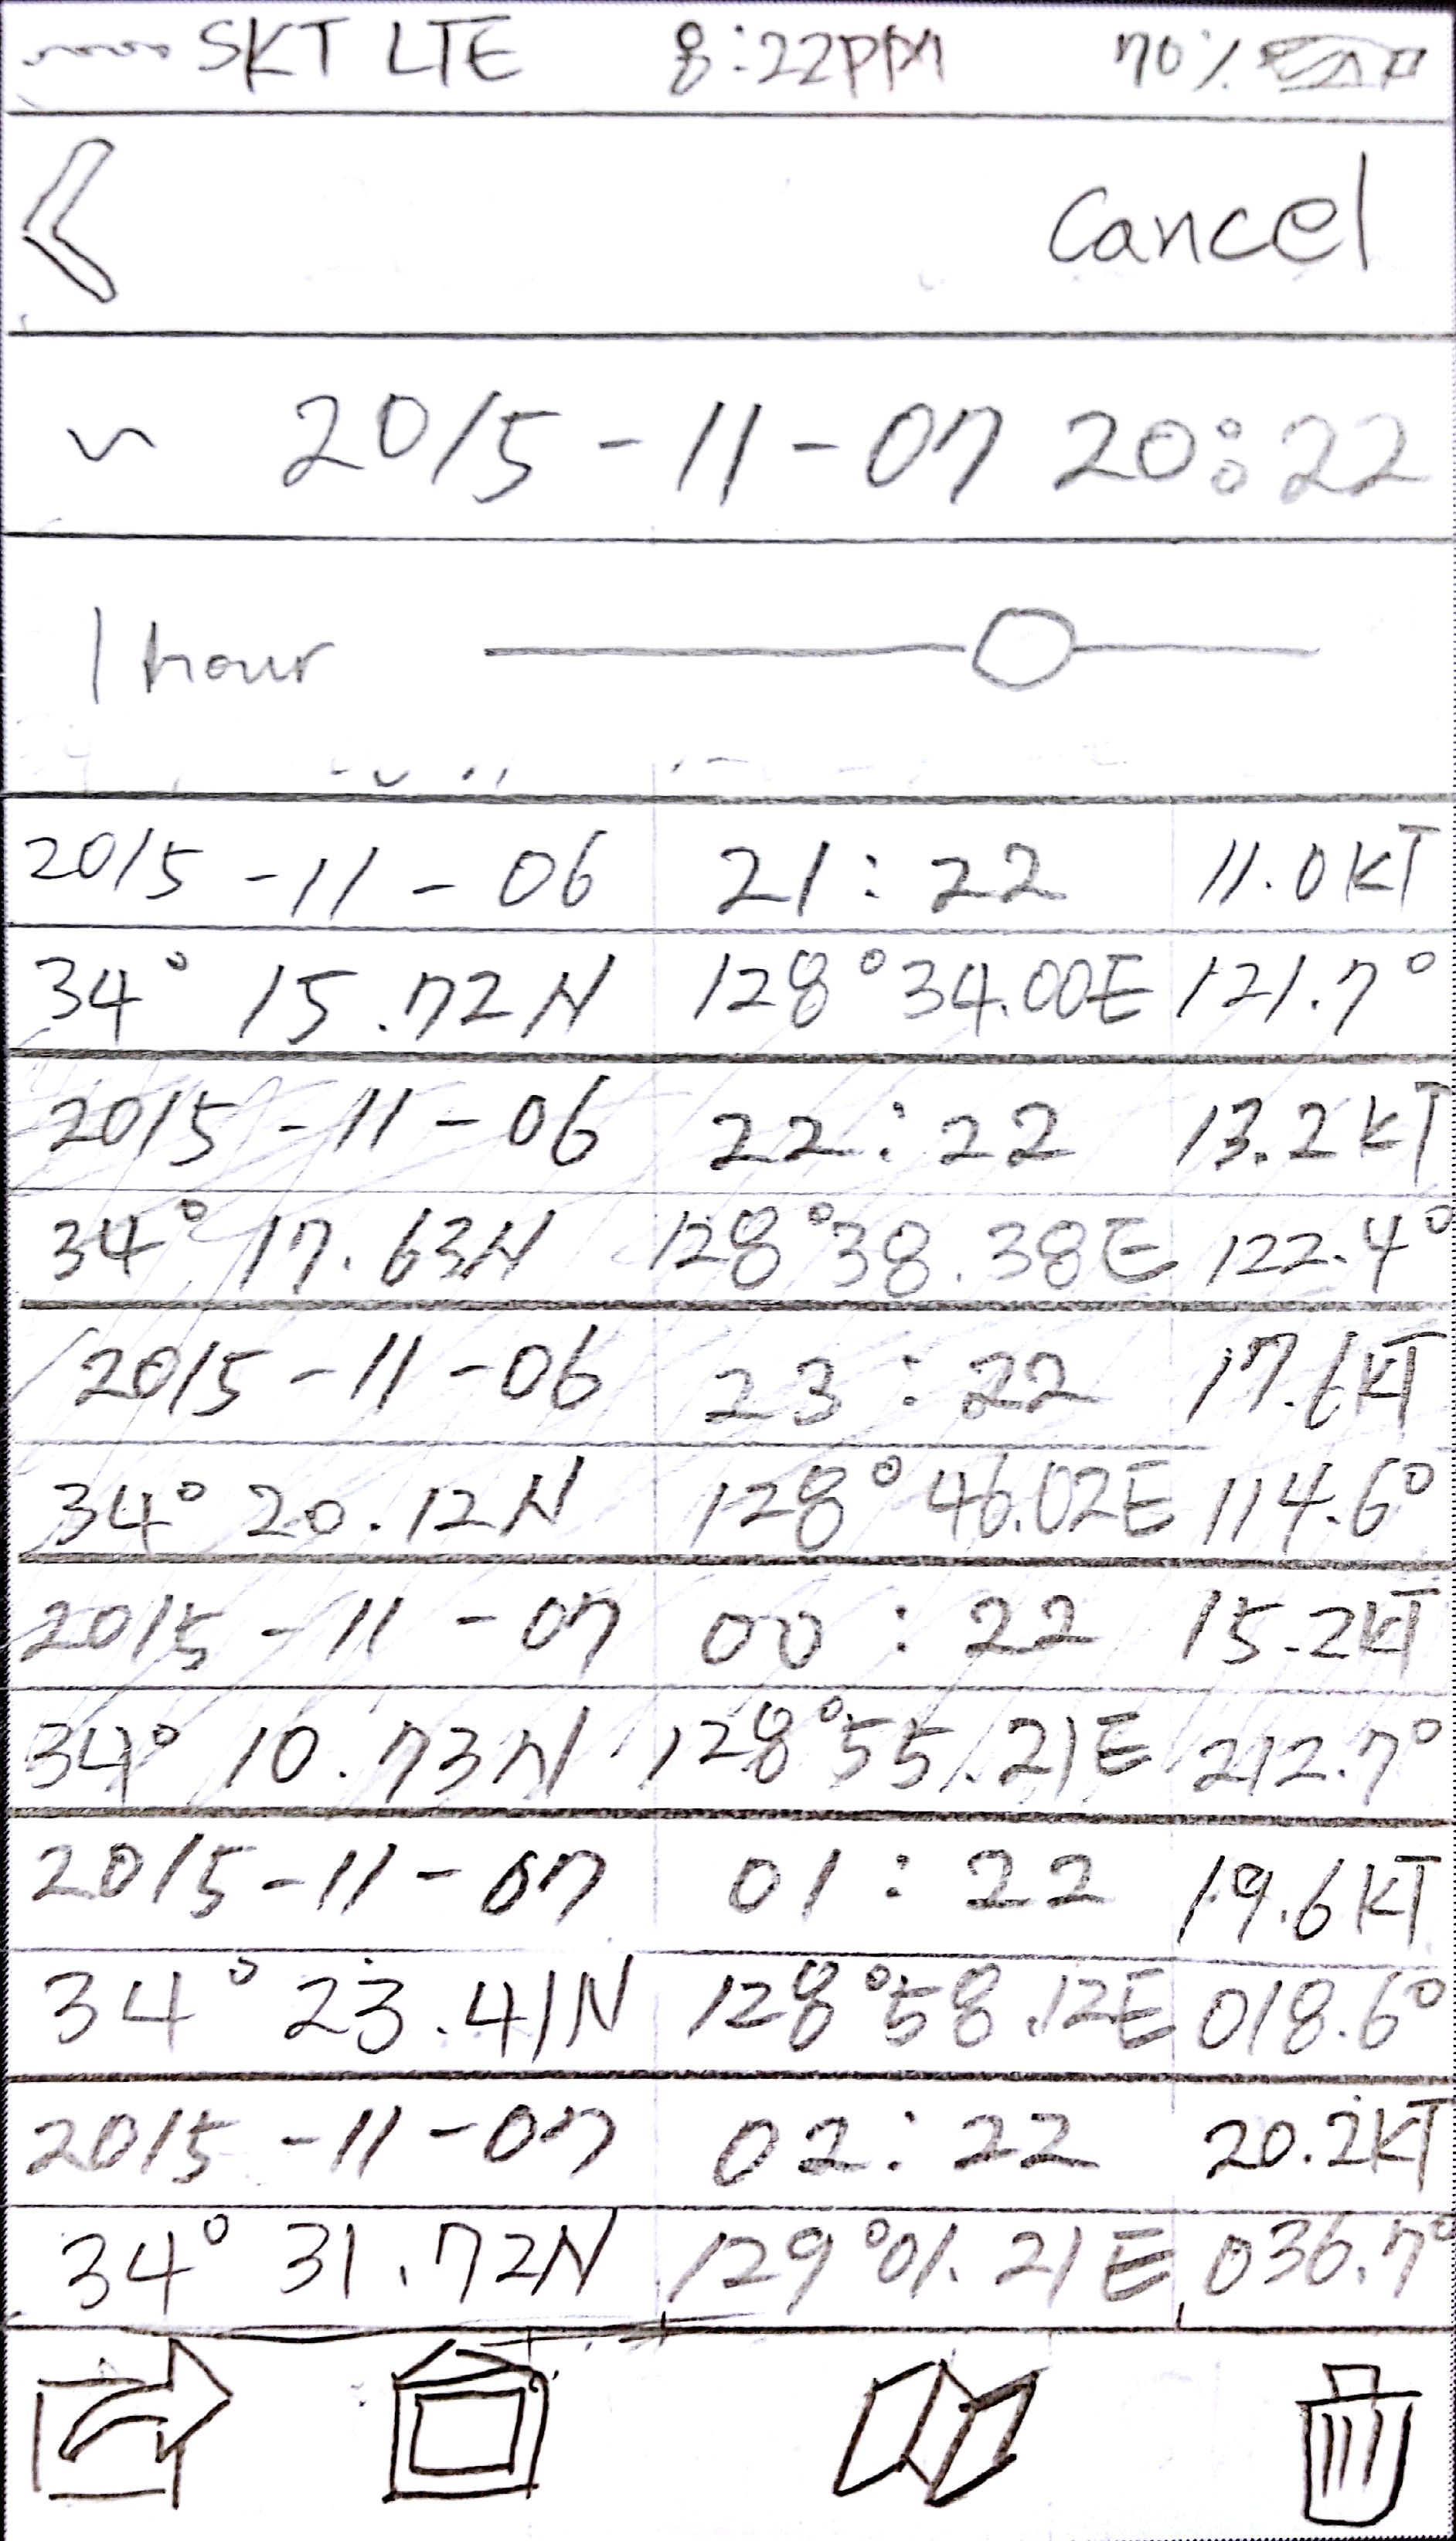 SKT LTE 8:22PM 70%
Cancel
~ 2015-11-07 20:22
1 hour
2015-11-06 21:22 11.0KT
34° 15.72N 128°34.00E 121.7°
2015-11-06 22:22 13.2KT
34° 17.63N 128°38.38E 122.4°
2015-11-06 23:22 17.6KT
34° 20.12N 128°46.02E 114.6°
2015-11-07 00:22 15.2KT
34° 10.73N 128°55.21E 212.7°
2015-11-07 01:22 19.6KT
34° 23.41N 128°58.12E 018.6°
2015-11-07 02:22 20.2KT
34° 31.72N 129°01.21E 036.7°